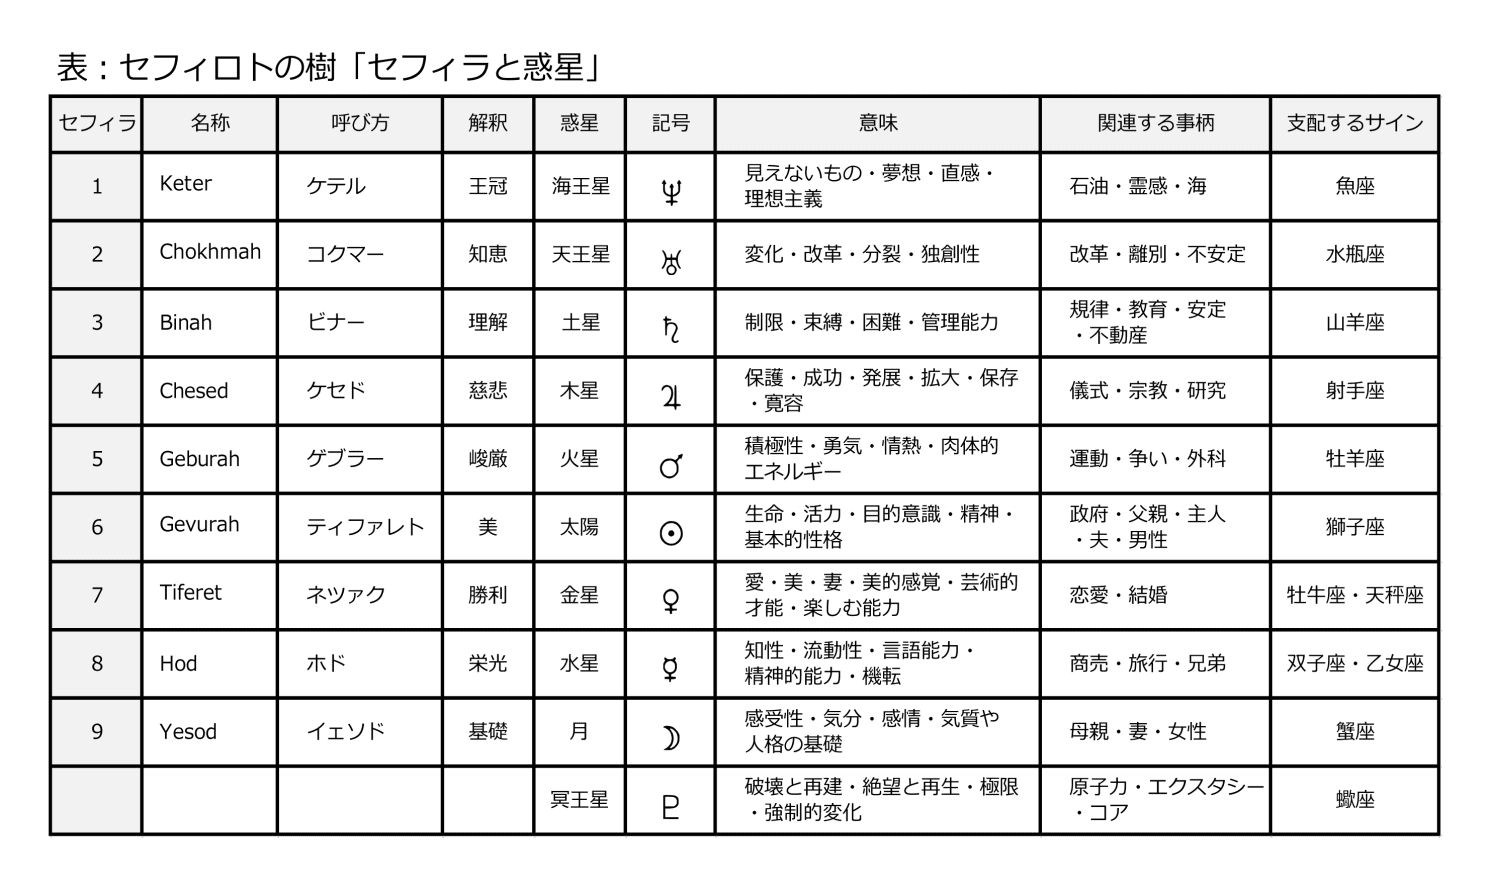 表：セフィロトの樹「セフィラと惑星」
セフィラ 名称 呼び方 解釈 惑星 記号 意味 関連する事柄 支配するサイン
1 Keter ケテル 王冠 海王星 ♆ 見えないもの・夢想・直感・ 石油・霊感・海 魚座
理想主義
2 Chokhmah コクマー 知恵 天王星 ♅ 変化・改革・分裂・独創性 改革・離別・不安定 水瓶座
3 Binah ビナー 理解 土星 ♄ 制限・束縛・困難・管理能力 規律・教育・安定 山羊座
・不動産
4 Chesed ケセド 慈悲 木星 ♃ 保護・成功・発展・拡大・保存 儀式・宗教・研究 射手座
・寛容
5 Geburah ゲブラー 峻厳 火星 ♂ 積極性・勇気・情熱・肉体的 運動・争い・外科 牡羊座
エネルギー
6 Gevurah ティファレト 美 太陽 ☉ 生命・活力・目的意識・精神・ 政府・父親・主人 獅子座
基本的性格 ・夫・男性
7 Tiferet ネツァク 勝利 金星 ♀ 愛・美・妻・美的感覚・芸術的 恋愛・結婚 牡牛座・天秤座
才能・楽しむ能力
8 Hod ホド 栄光 水星 ☿ 知性・流動性・言語能力・ 商売・旅行・兄弟 双子座・乙女座
精神的能力・機転
9 Yesod イェソド 基礎 月 ☽ 感受性・気分・感情・気質や 母親・妻・女性 蟹座
人格の基礎
冥王星 ♇ 破壊と再建・絶望と再生・極限 原子力・エクスタシー 蠍座
・強制的変化 ・コア